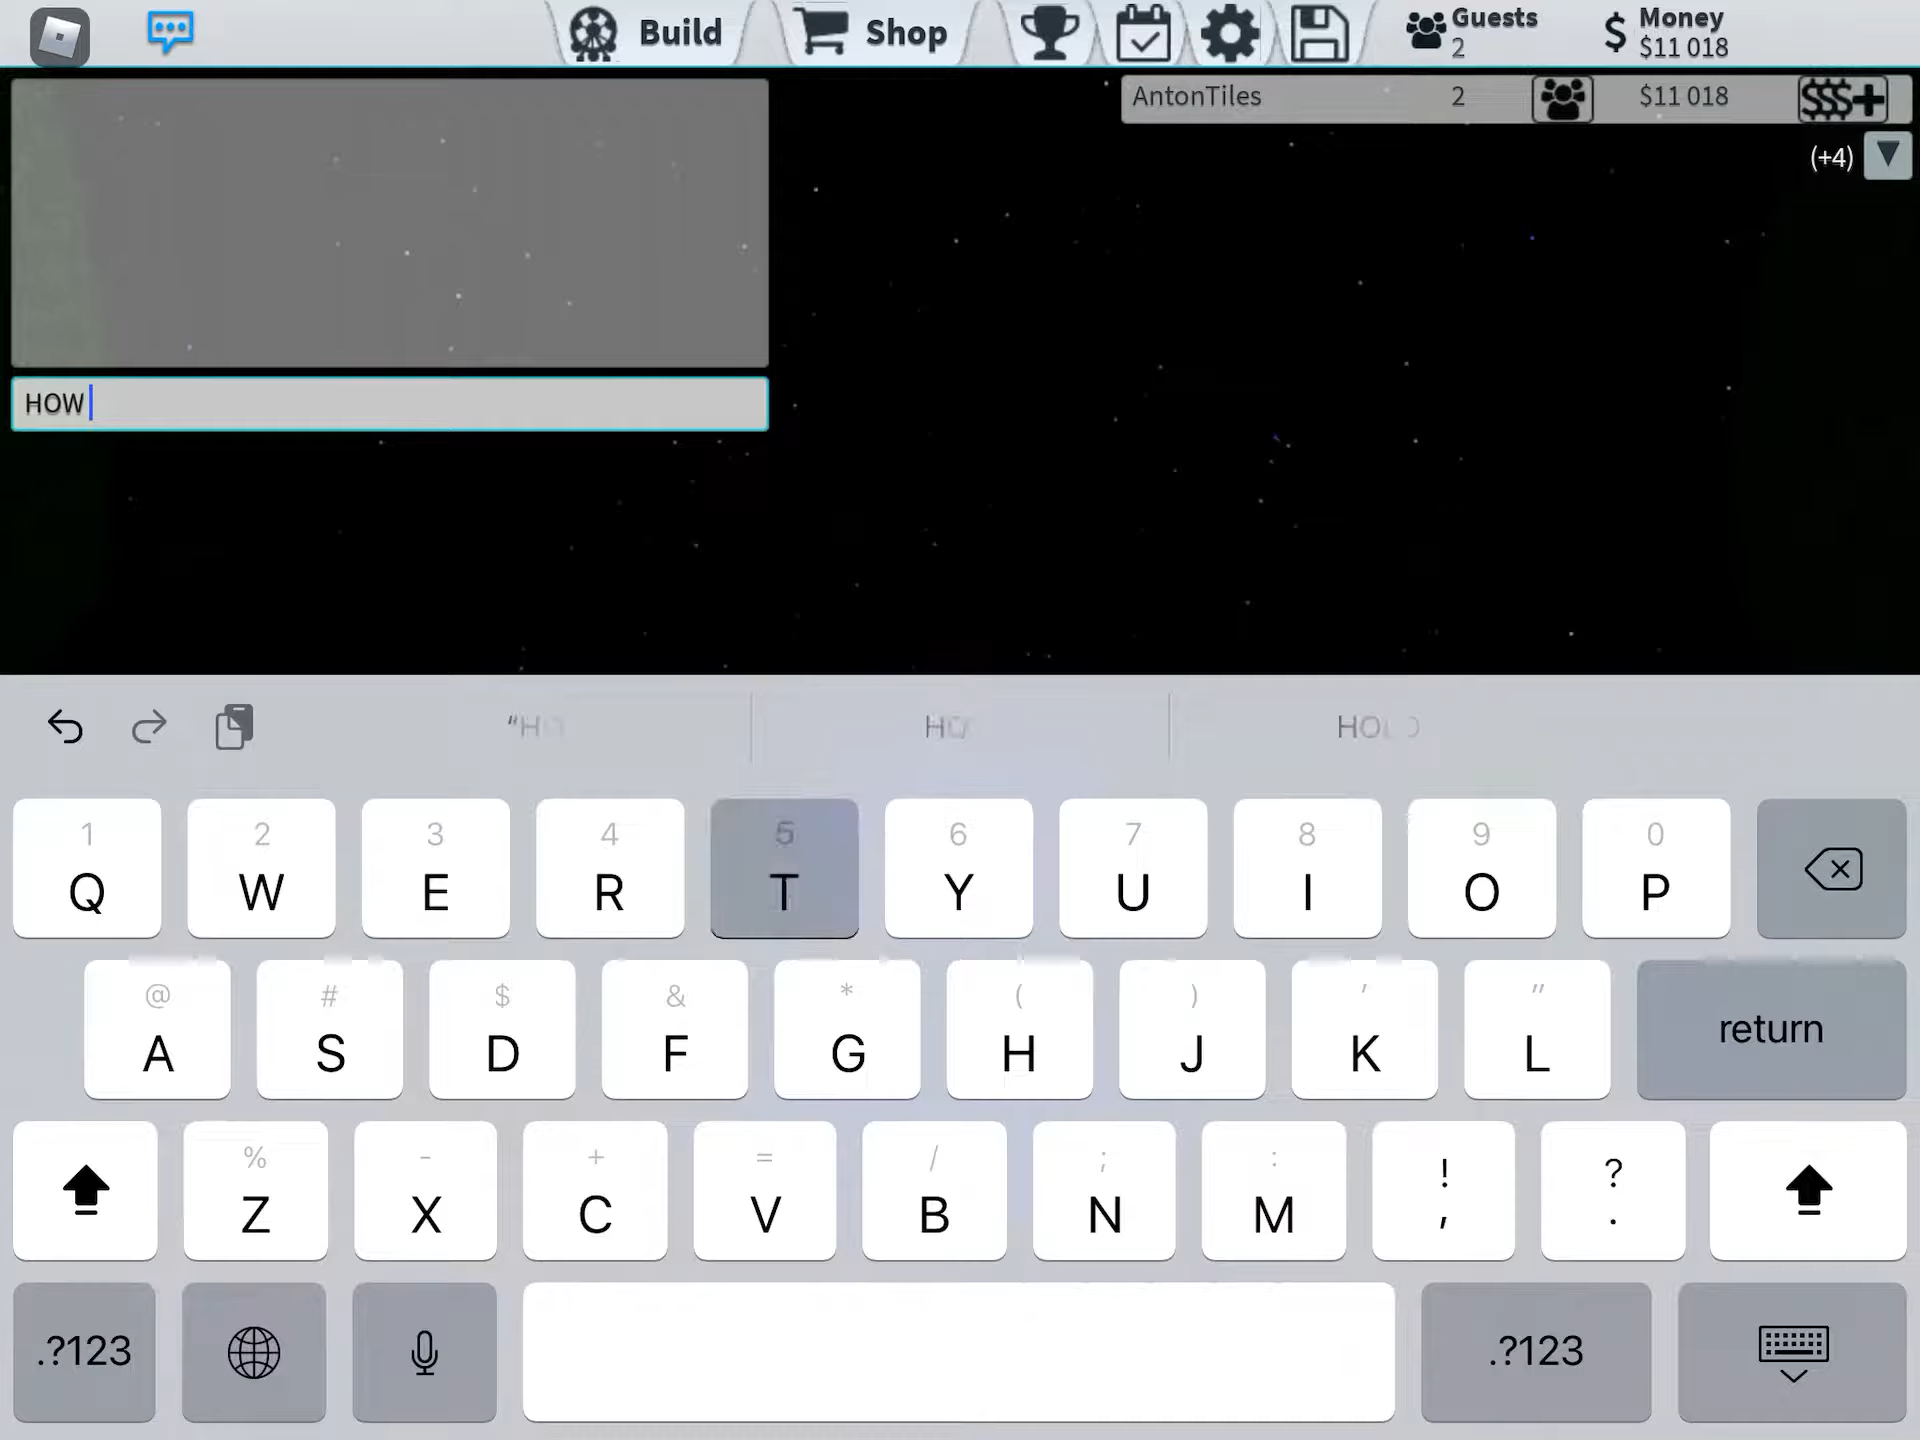 Build
Shop
Guests
2
Money
$11 018
AntonTiles 2 $11 018 $$$+
(+4)
HOW
1 2 3 4 5 6 7 8 9 0
Q W E R T Y U I O P
@ # $ & * ( ) ' "
A S D F G H J K L return
% - + = / ; : ! ?
Z X C V B N M , .
.?123 .?123